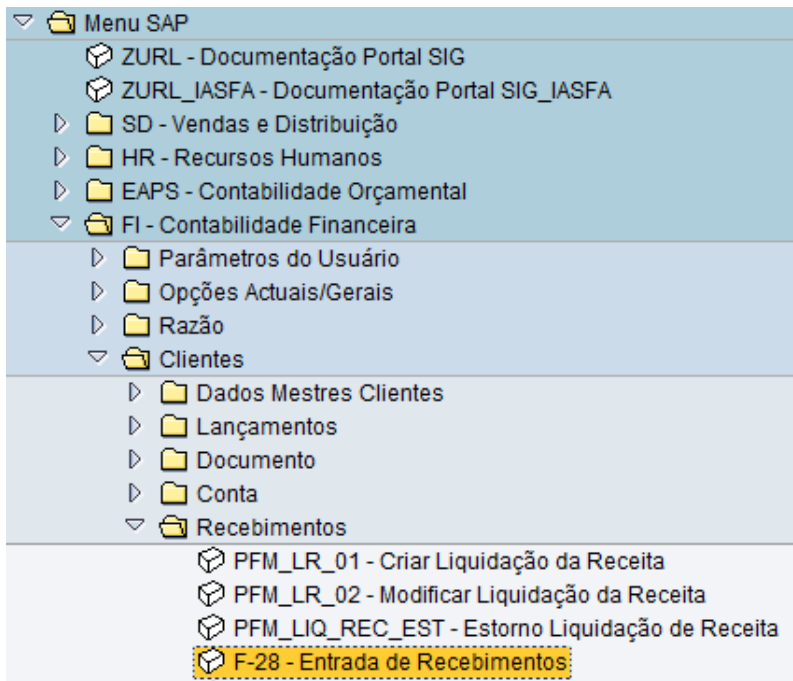 Menu SAP
ZURL - Documentação Portal SIG
ZURL_IASFA - Documentação Portal SIG_IASFA
SD - Vendas e Distribuição
HR - Recursos Humanos
EAPS - Contabilidade Orçamental
FI - Contabilidade Financeira
Parâmetros do Usuário
Opções Actuais/Gerais
Razão
Clientes
Dados Mestres Clientes
Lançamentos
Documento
Conta
Recebimentos
PFM_LR_01 - Criar Liquidação da Receita
PFM_LR_02 - Modificar Liquidação da Receita
PFM_LIQ_REC_EST - Estorno Liquidação de Receita
F-28 - Entrada de Recebimentos